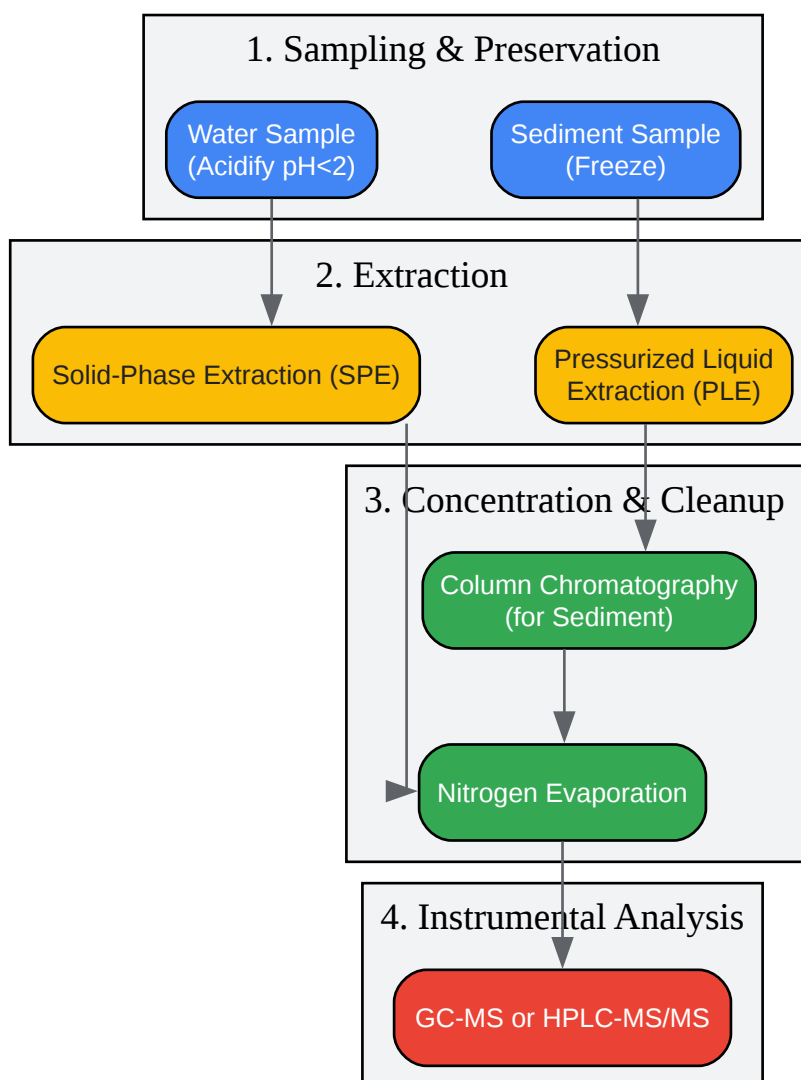 1. Sampling & Preservation
Water Sample
(Acidify pH<2)
Sediment Sample
(Freeze)
2. Extraction
Solid-Phase Extraction (SPE)
Pressurized Liquid
Extraction (PLE)
3. Concentration & Cleanup
Column Chromatography
(for Sediment)
Nitrogen Evaporation
4. Instrumental Analysis
GC-MS or HPLC-MS/MS